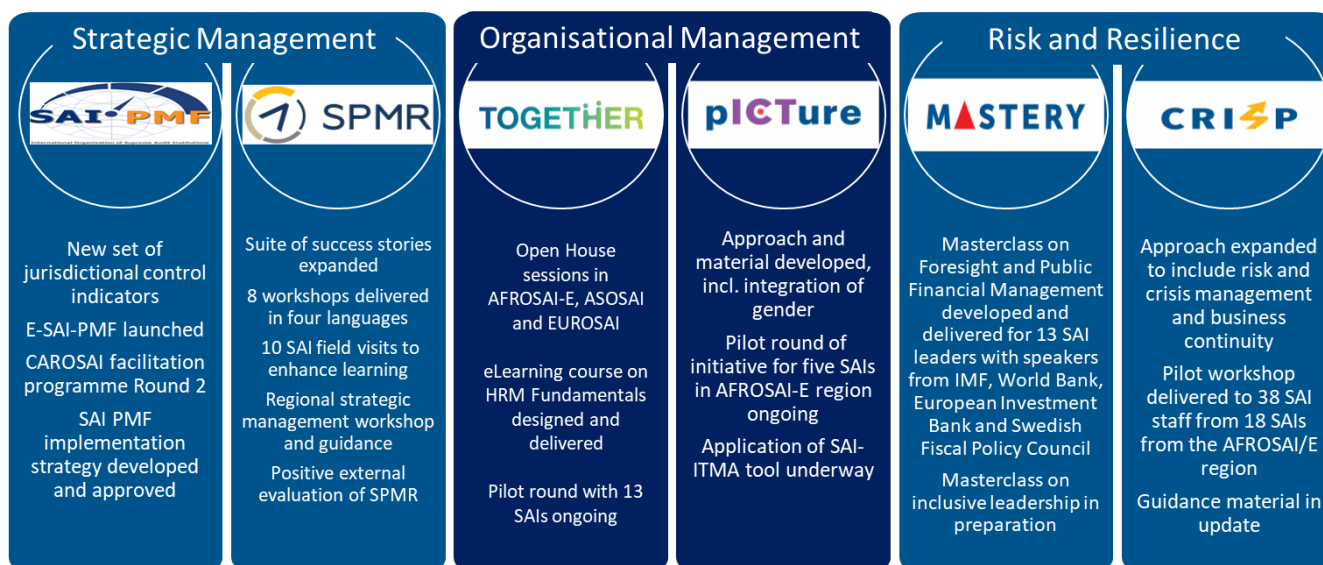 Strategic Management
SAI PMF
International Organization of Supreme Audit Institutions
New set of
jurisdictional control
indicators
E-SAI-PMF launched
CAROSAI facilitation
programme Round 2
SAI PMF
implementation
strategy developed
and approved
SPMR
Suite of success stories
expanded
8 workshops delivered
in four languages
10 SAI field visits to
enhance learning
Regional strategic
management workshop
and guidance
Positive external
evaluation of SPMR
Organisational Management
TOGETHER
Open House
sessions in
AFROSAI-E, ASOSAI
and EUROSAI
eLearning course on
HRM Fundamentals
designed and
delivered
Pilot round with 13
SAIs ongoing
pICTure
Approach and
material developed,
incl. integration of
gender
Pilot round of
initiative for five SAIs
in AFROSAI-E region
ongoing
Application of SAI-
ITMA tool underway
Risk and Resilience
MASTERY
Masterclass on
Foresight and Public
Financial Management
developed and
delivered for 13 SAI
leaders with speakers
from IMF, World Bank,
European Investment
Bank and Swedish
Fiscal Policy Council
Masterclass on
inclusive leadership in
preparation
CRISP
Approach expanded
to include risk and
crisis management
and business
continuity
Pilot workshop
delivered to 38 SAI
staff from 18 SAIs
from the AFROSAI/E
region
Guidance material in
update